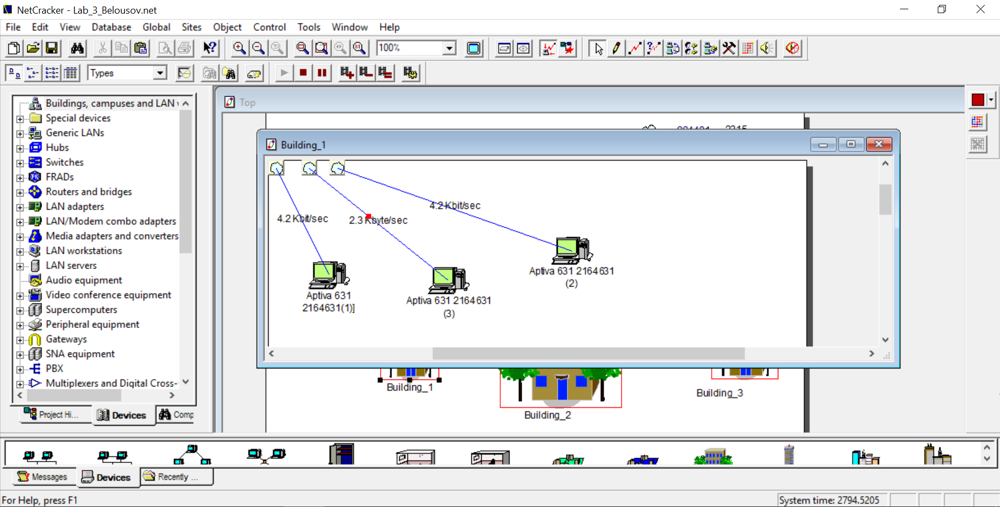 NetCracker - Lab_3_Belousov.net
File Edit View Database Global Sites Object Control Tools Window Help
100%
Types
Buildings, campuses and LAN
Special devices
Generic LANs
Hubs
Switches
FRADs
Routers and bridges
LAN adapters
LAN/Modem combo adapters
Media adapters and converters
LAN workstations
LAN servers
Audio equipment
Video conference equipment
Supercomputers
Peripheral equipment
Gateways
SNA equipment
PBX
Multiplexers and Digital Cross-
Project Hi...
Devices
Comp
Top
Building_1
4.2 Kbit/sec
4.2 Kbit/sec
2.3 Kbyte/sec
Aptiva 631 2164631
(2)
Aptiva 631
2164631(1)]
Aptiva 631 2164631
(3)
Building_1
Building_2
Building_3
Messages
Devices
Recently ...
For Help, press F1
System time: 2794.5205